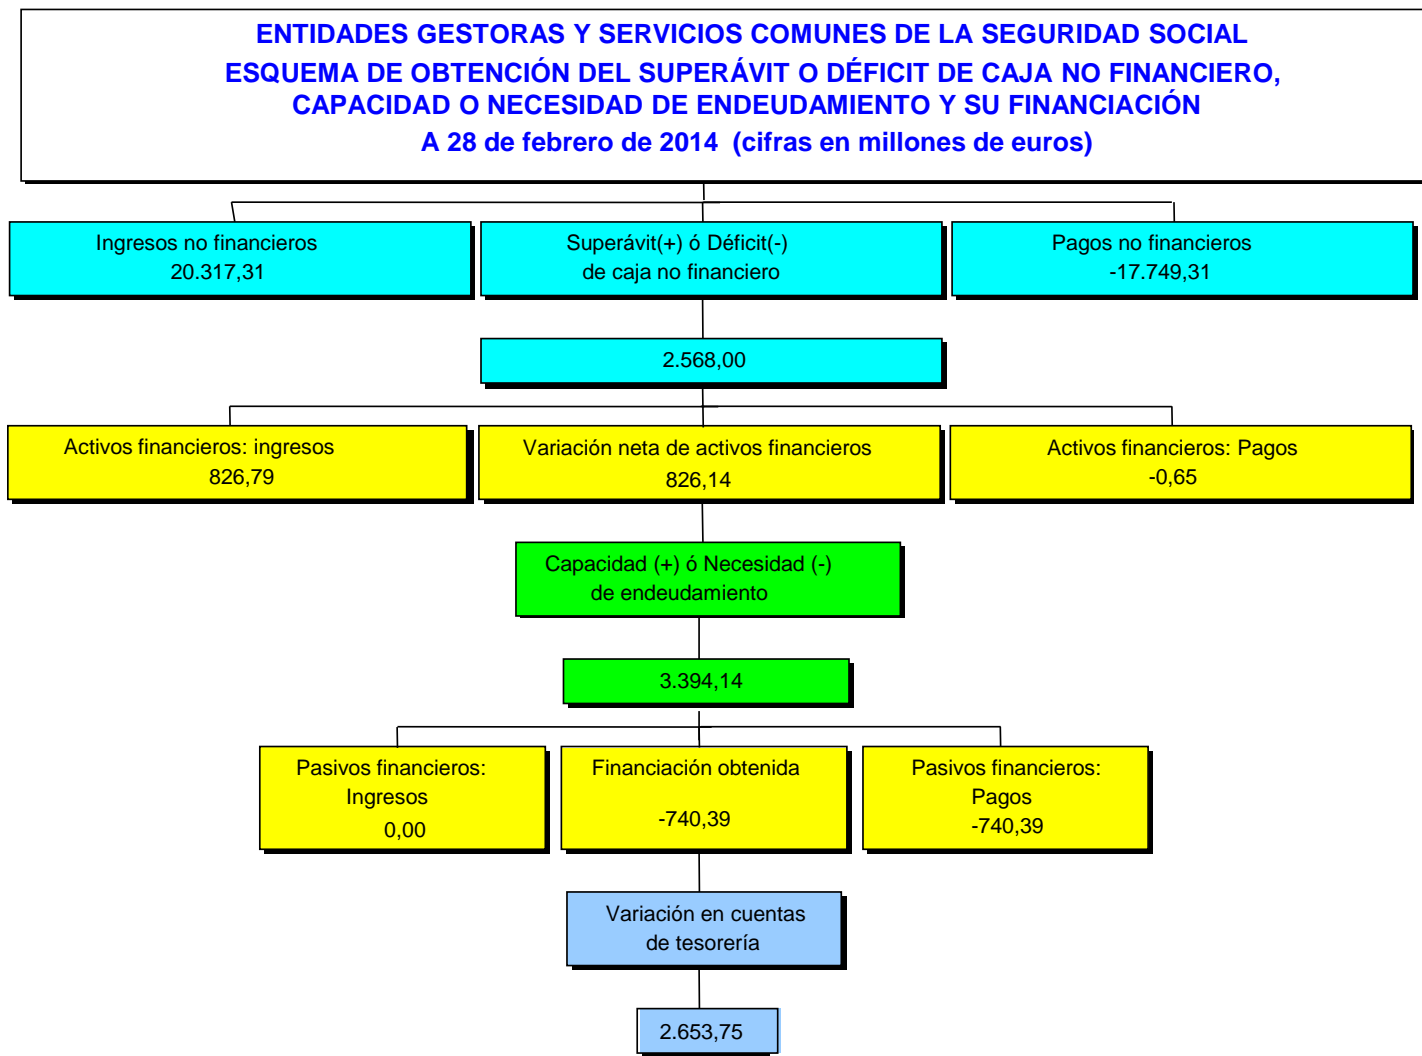 ENTIDADES GESTORAS Y SERVICIOS COMUNES DE LA SEGURIDAD SOCIAL
ESQUEMA DE OBTENCIÓN DEL SUPERÁVIT O DÉFICIT DE CAJA NO FINANCIERO,
CAPACIDAD O NECESIDAD DE ENDEUDAMIENTO Y SU FINANCIACIÓN
A 28 de febrero de 2014 (cifras en millones de euros)
Ingresos no financieros
20.317,31
Superávit(+) ó Déficit(-)
de caja no financiero
Pagos no financieros
-17.749,31
2.568,00
Activos financieros: ingresos
826,79
Variación neta de activos financieros
826,14
Activos financieros: Pagos
-0,65
Capacidad (+) ó Necesidad (-)
de endeudamiento
3.394,14
Pasivos financieros:
Ingresos
0,00
Financiación obtenida
-740,39
Pasivos financieros:
Pagos
-740,39
Variación en cuentas
de tesorería
2.653,75